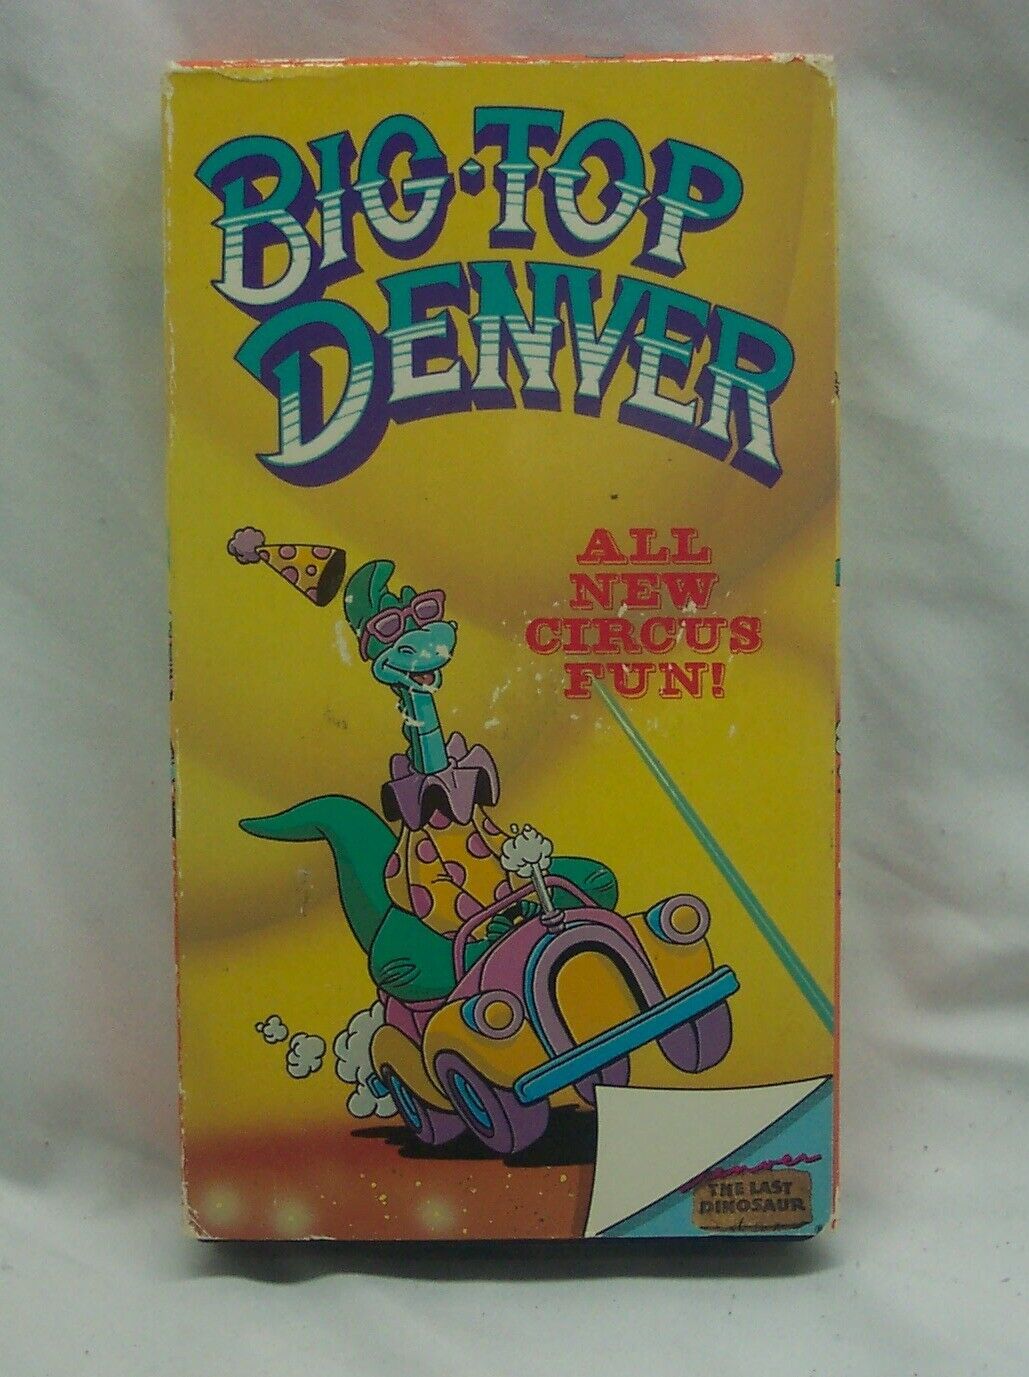 BIG·TOP
DENVER
ALL
NEW
CIRCUS
FUN!
Denver
THE LAST
DINOSAUR